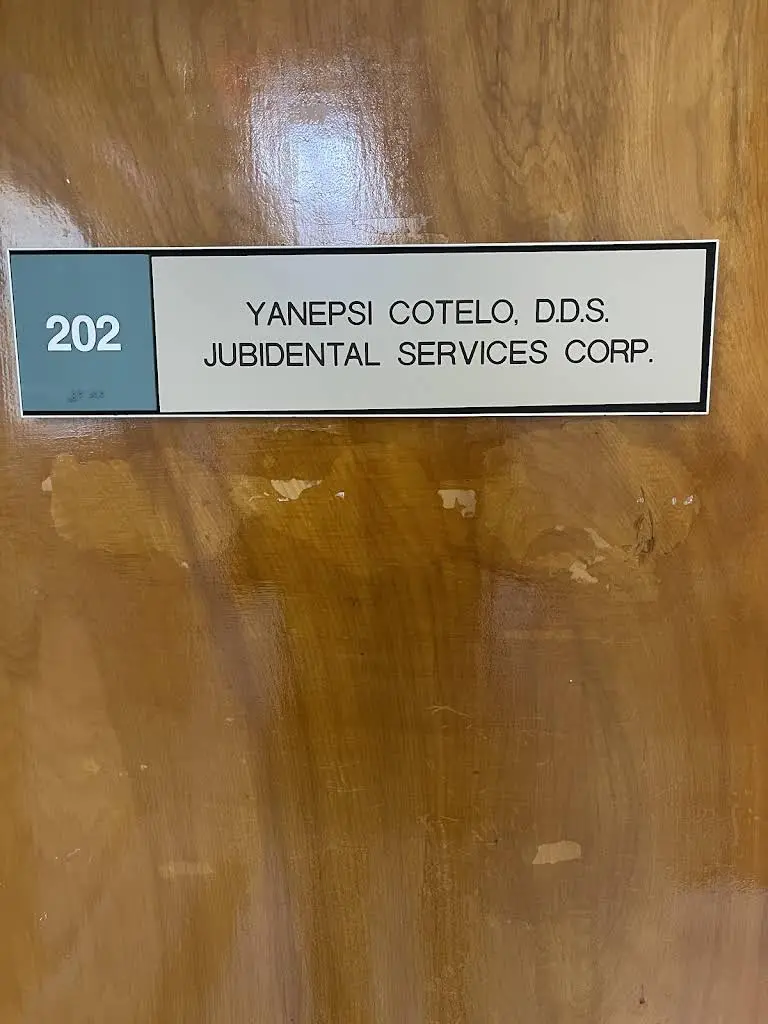 202
YANEPSI COTELO, D.D.S.
JUBIDENTAL SERVICES CORP.